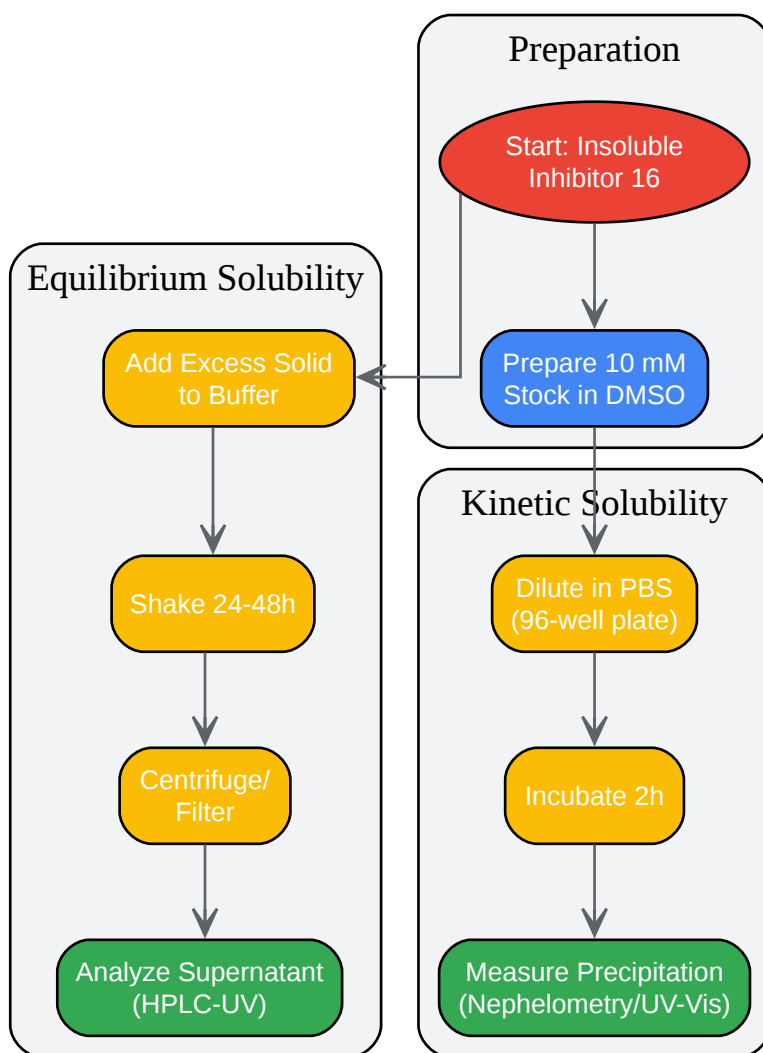 Preparation
Start: Insoluble
Inhibitor 16
Prepare 10 mM
Stock in DMSO
Equilibrium Solubility
Add Excess Solid
to Buffer
Shake 24-48h
Centrifuge/
Filter
Analyze Supernatant
(HPLC-UV)
Kinetic Solubility
Dilute in PBS
(96-well plate)
Incubate 2h
Measure Precipitation
(Nephelometry/UV-Vis)